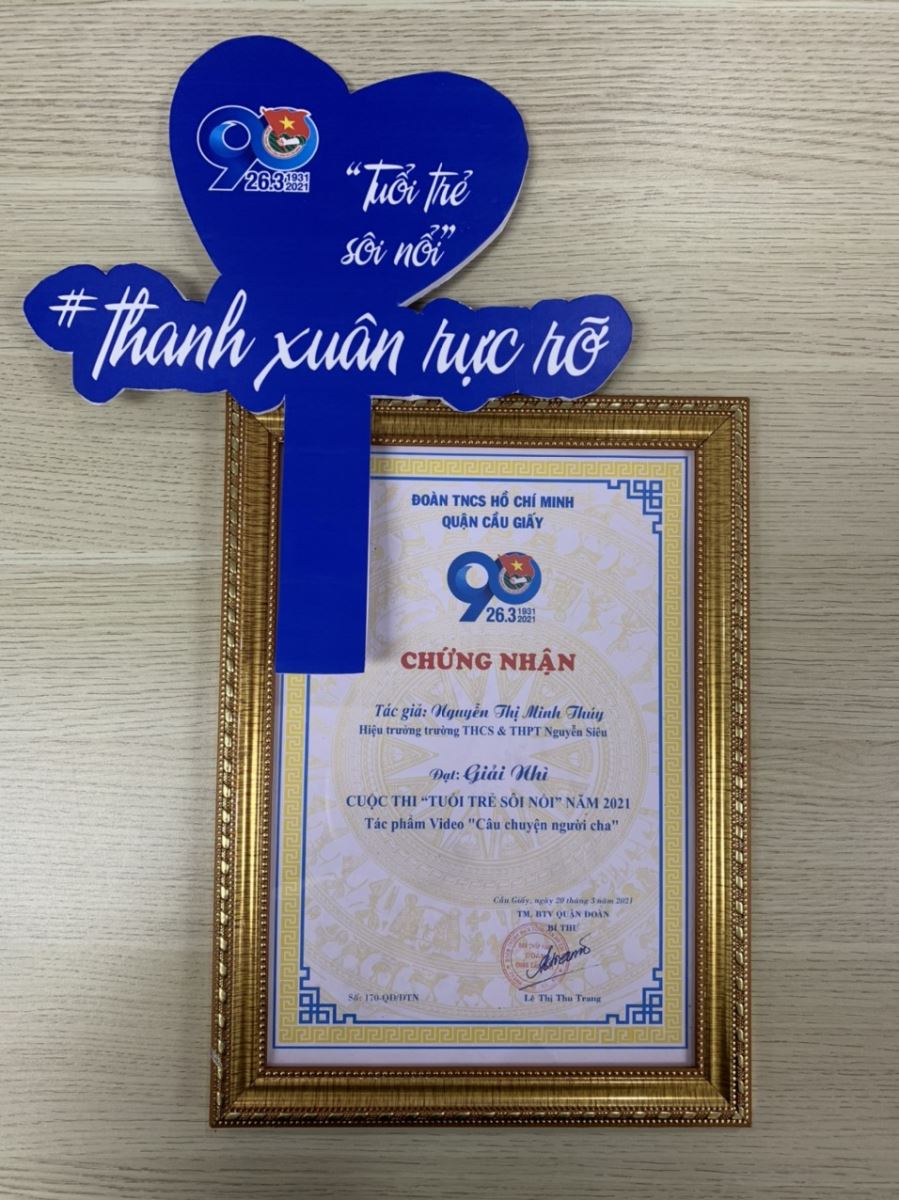 90
26.3 1931 2021
"Tuổi trẻ
sôi nổi"
#thanh xuân rực rỡ
ĐOÀN TNCS HỒ CHÍ MINH
QUẬN CẦU GIẤY
90
26.3 1931 2021
CHỨNG NHẬN
Tác giả: Nguyễn Thị Minh Thúy
Hiệu trưởng trường THCS & THPT Nguyễn Siêu
Đạt: Giải Nhì
CUỘC THI "TUỔI TRẺ SÔI NỔI" NĂM 2021
Tác phẩm Video "Câu chuyện người cha"
Cầu Giấy, ngày 20 tháng 3 năm 2021
TM. BTV QUẬN ĐOÀN
BÍ THƯ
Số: 170-QĐ/ĐTN
Lê Thị Thu Trang